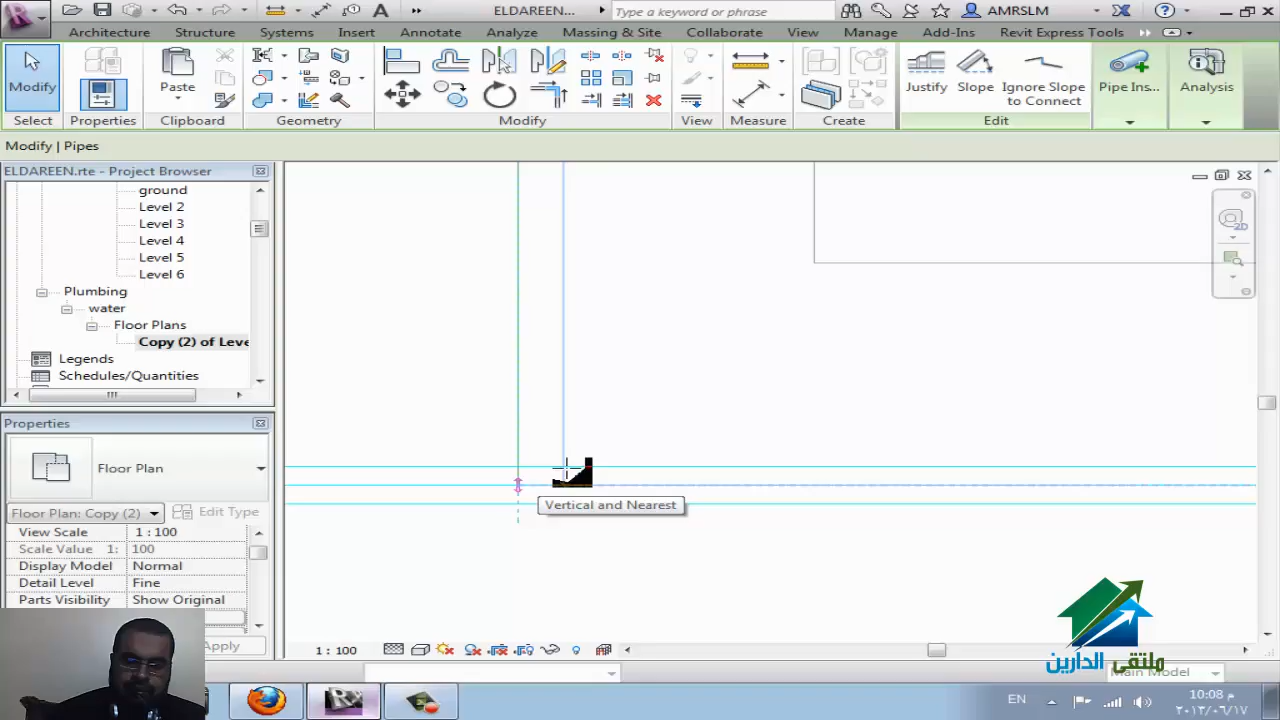 ELDAREEN...
Type a keyword or phrase
AMRSLM
Architecture Structure Systems Insert Annotate Analyze Massing & Site Collaborate View Manage Add-Ins Revit Express Tools
Modify Paste Justify Slope Ignore Slope to Connect Pipe Ins... Analysis
Select Properties Clipboard Geometry Modify View Measure Create Edit
Modify | Pipes
ELDAREEN.rte - Project Browser
ground
Level 2
Level 3
Level 4
Level 5
Level 6
Plumbing
water
Floor Plans
Copy (2) of Leve
Legends
Schedules/Quantities
Properties
Floor Plan
Floor Plan: Copy (2) Edit Type
View Scale 1 : 100
Scale Value 1: 100
Display Model Normal
Detail Level Fine
Parts Visibility Show Original
Apply
Vertical and Nearest
2D
1 : 100
Main Model
ملتقى الدارين
EN
10:08 م
٢٠١٣/٠٦/١٧